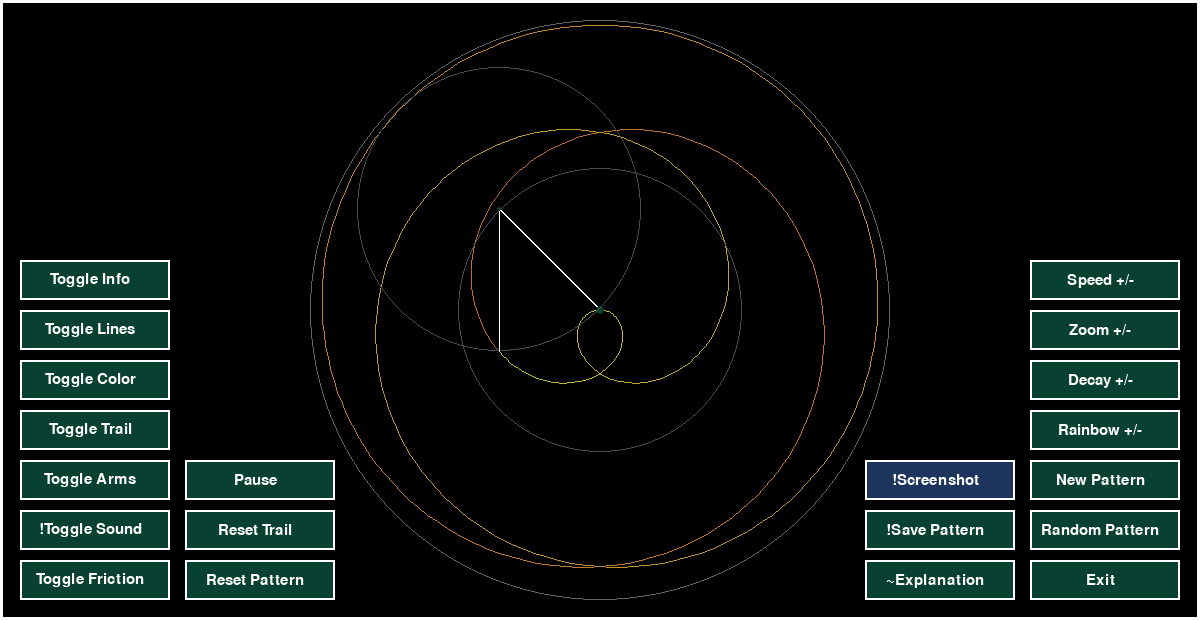 Toggle Info
Toggle Lines
Toggle Color
Toggle Trail
Toggle Arms
!Toggle Sound
Toggle Friction
Pause
Reset Trail
Reset Pattern
!Screenshot
!Save Pattern
~Explanation
Speed +/-
Zoom +/-
Decay +/-
Rainbow +/-
New Pattern
Random Pattern
Exit